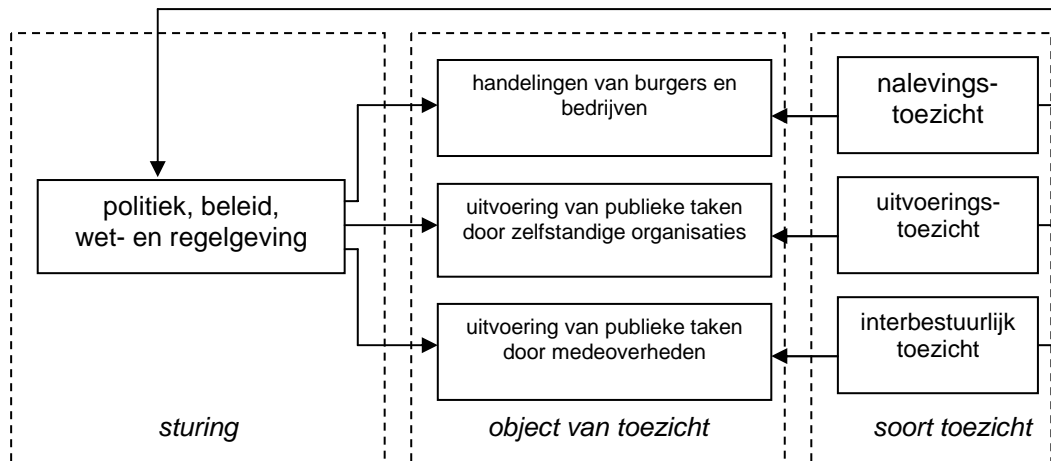 politiek, beleid,
wet- en regelgeving
sturing
handelingen van burgers en
bedrijven
uitvoering van publieke taken
door zelfstandige organisaties
uitvoering van publieke taken
door medeoverheden
object van toezicht
nalevings-
toezicht
uitvoerings-
toezicht
interbestuurlijk
toezicht
soort toezicht